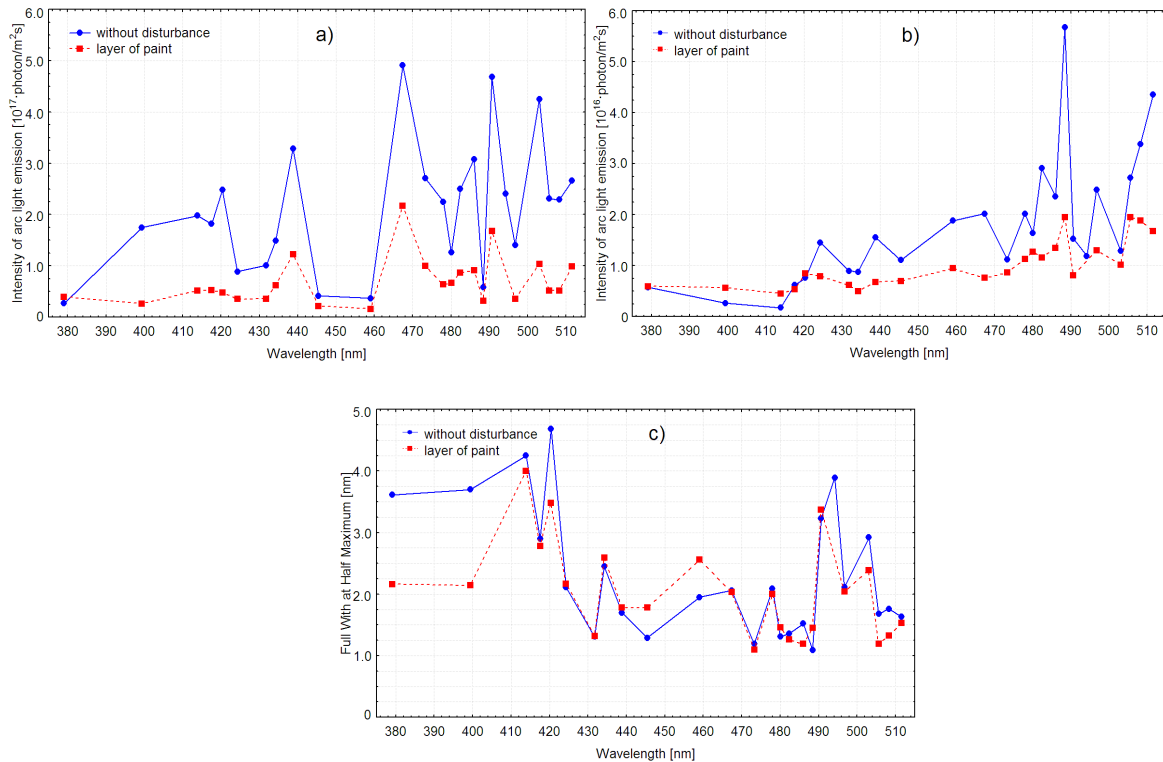 a)
without disturbance
layer of paint
Intensity of arc light emission [10¹⁷·photon/m²s]
6.0
5.0
4.0
3.0
2.0
1.0
0
380 390 400 410 420 430 440 450 460 470 480 490 500 510
Wavelength [nm]
b)
without disturbance
layer of paint
Intensity of arc light emission [10¹⁶·photon/m²s]
6.0
5.0
4.0
3.0
2.0
1.0
0
380 390 400 410 420 430 440 450 460 470 480 490 500 510
Wavelength [nm]
c)
without disturbance
layer of paint
Full With at Half Maximum [nm]
5.0
4.0
3.0
2.0
1.0
0
380 390 400 410 420 430 440 450 460 470 480 490 500 510
Wavelength [nm]